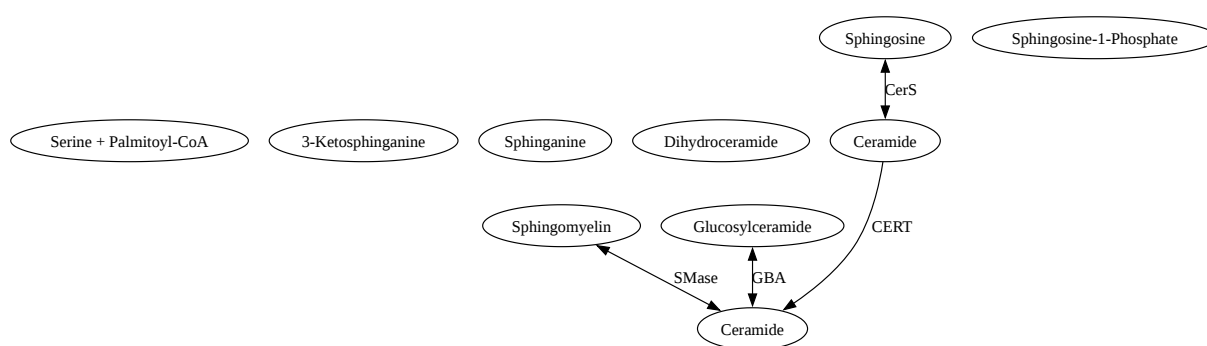 Sphingosine
Sphingosine-1-Phosphate
CerS
Serine + Palmitoyl-CoA
3-Ketosphinganine
Sphinganine
Dihydroceramide
Ceramide
Sphingomyelin
Glucosylceramide
CERT
SMase
GBA
Ceramide